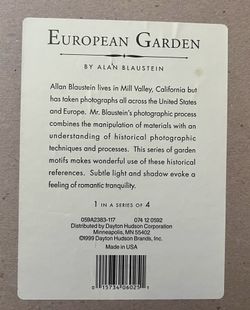 EUROPEAN GARDEN
BY ALAN BLAUSTEIN
Allan Blaustein lives in Mill Valley, California but
has taken photographs all across the United States
and Europe. Mr. Blaustein's photographic process
combines the manipulation of materials with an
understanding of historical photographic
techniques and processes. This series of garden
motifs makes wonderful use of these historical
references. Subtle light and shadow evoke a
feeling of romantic tranquility.
1 IN A SERIES OF 4
059A2383-117 074 12 0592
Distributed by Dayton Hudson Corporation
Minneapolis, MN 55402
©1999 Dayton Hudson Brands, Inc.
Made in USA
0 15734 06025 1